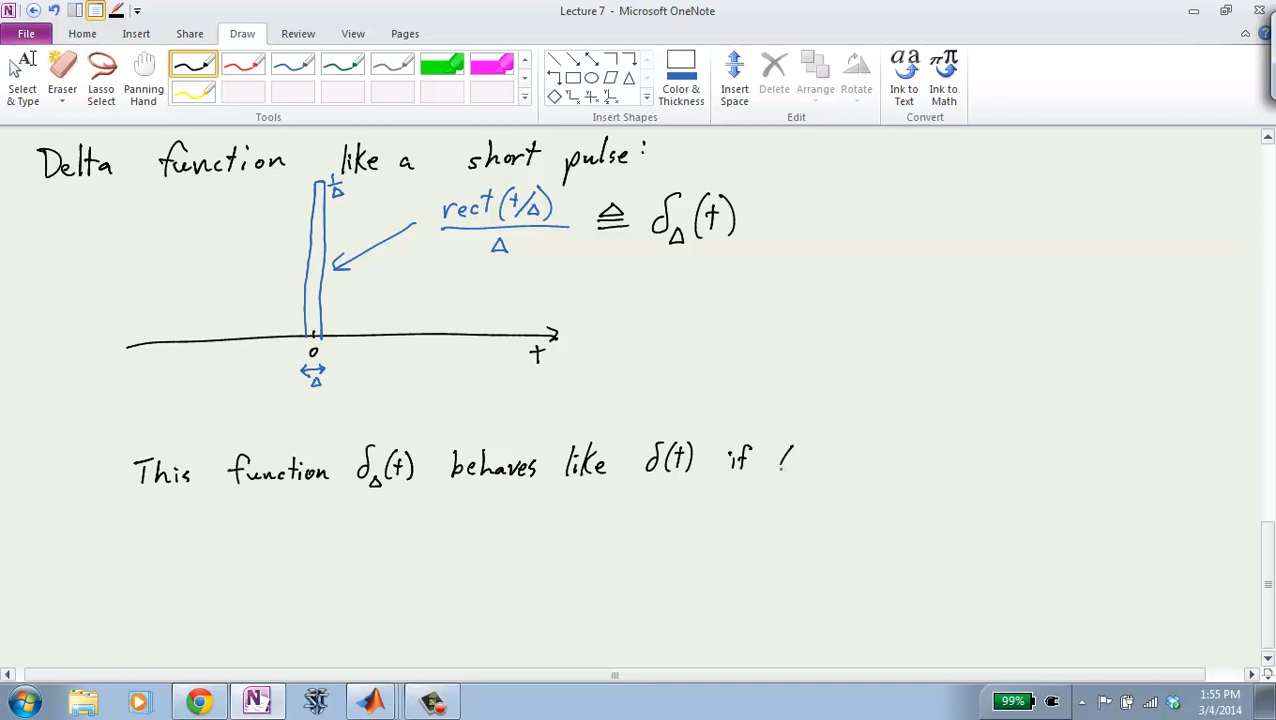 Lecture 7 - Microsoft OneNote
File Home Insert Share Draw Review View Pages
Select & Type
Eraser
Lasso Select
Panning Hand
Color & Thickness
Insert Space
Delete
Arrange
Rotate
Ink to Text
Ink to Math
Tools Insert Shapes Edit Convert
Delta function like a short pulse:
1/Δ
rect(t/Δ)/Δ ≜ δ_Δ(t)
0
t
Δ
This function δ_Δ(t) behaves like δ(t) if
99%
1:55 PM
3/4/2014